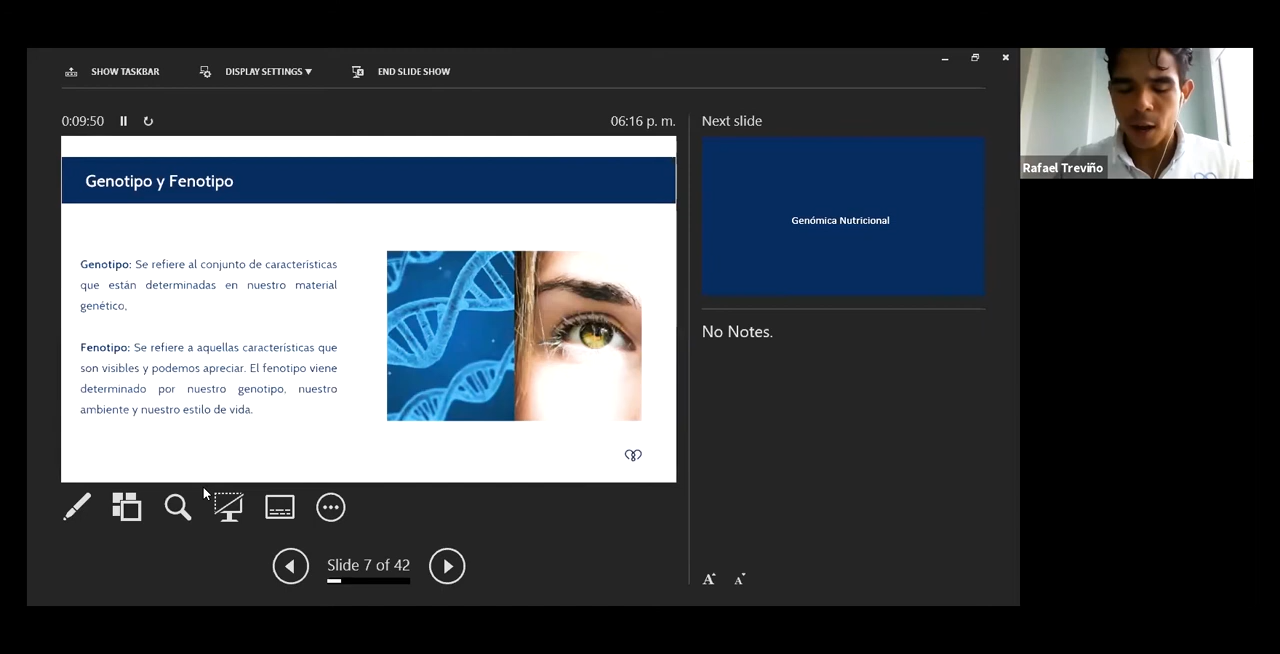 SHOW TASKBAR
DISPLAY SETTINGS ▼
END SLIDE SHOW
0:09:50
06:16 p. m.
Genotipo y Fenotipo
Genotipo: Se refiere al conjunto de características
que están determinadas en nuestro material
genético,
Fenotipo: Se refiere a aquellas características que
son visibles y podemos apreciar. El fenotipo viene
determinado por nuestro genotipo, nuestro
ambiente y nuestro estilo de vida.
Slide 7 of 42
Next slide
Genómica Nutricional
No Notes.
A A
Rafael Treviño